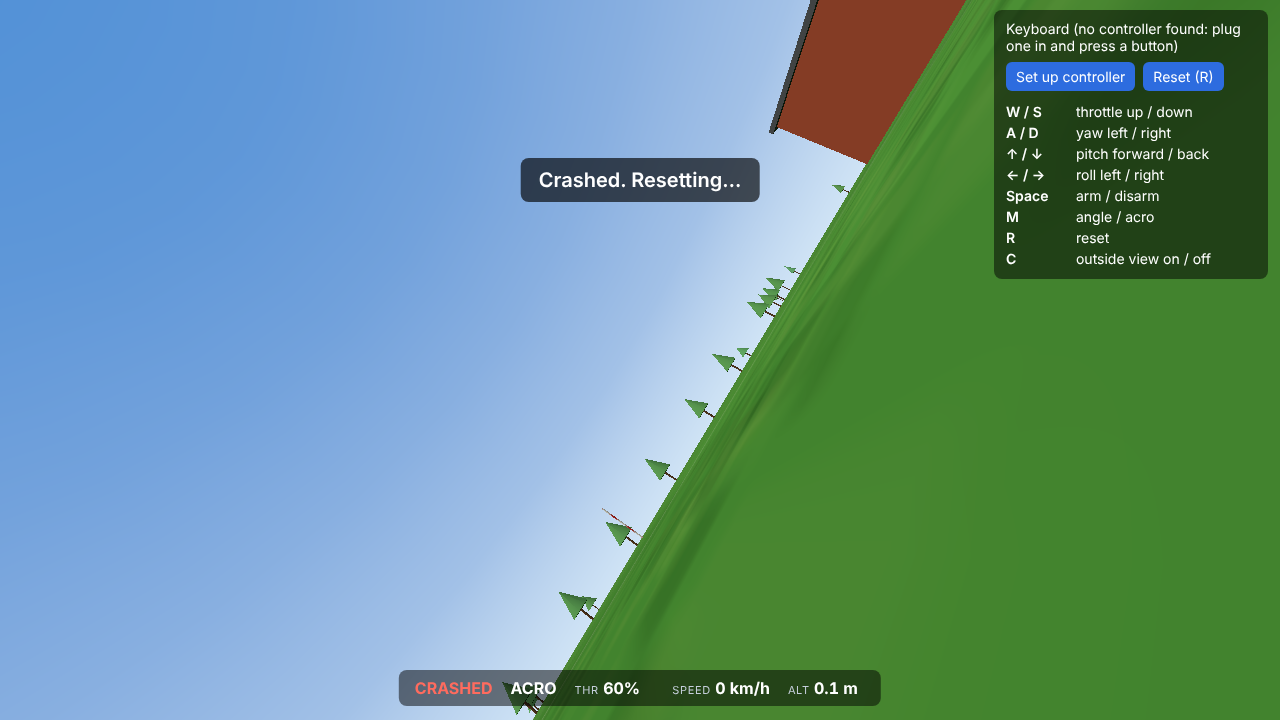 Keyboard (no controller found: plug
one in and press a button)
Set up controller Reset (R)
W / S throttle up / down
A / D yaw left / right
↑ / ↓ pitch forward / back
← / → roll left / right
Space arm / disarm
M angle / acro
R reset
C outside view on / off
Crashed. Resetting...
CRASHED ACRO THR 60% SPEED 0 km/h ALT 0.1 m